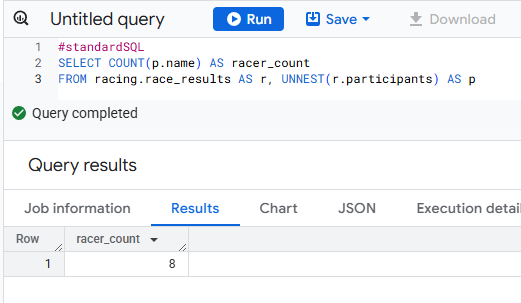 Untitled query Run Save Download
1 #standardSQL
2 SELECT COUNT(p.name) AS racer_count
3 FROM racing.race_results AS r, UNNEST(r.participants) AS p
Query completed
Query results
Job information Results Chart JSON Execution detai
Row racer_count
1 8